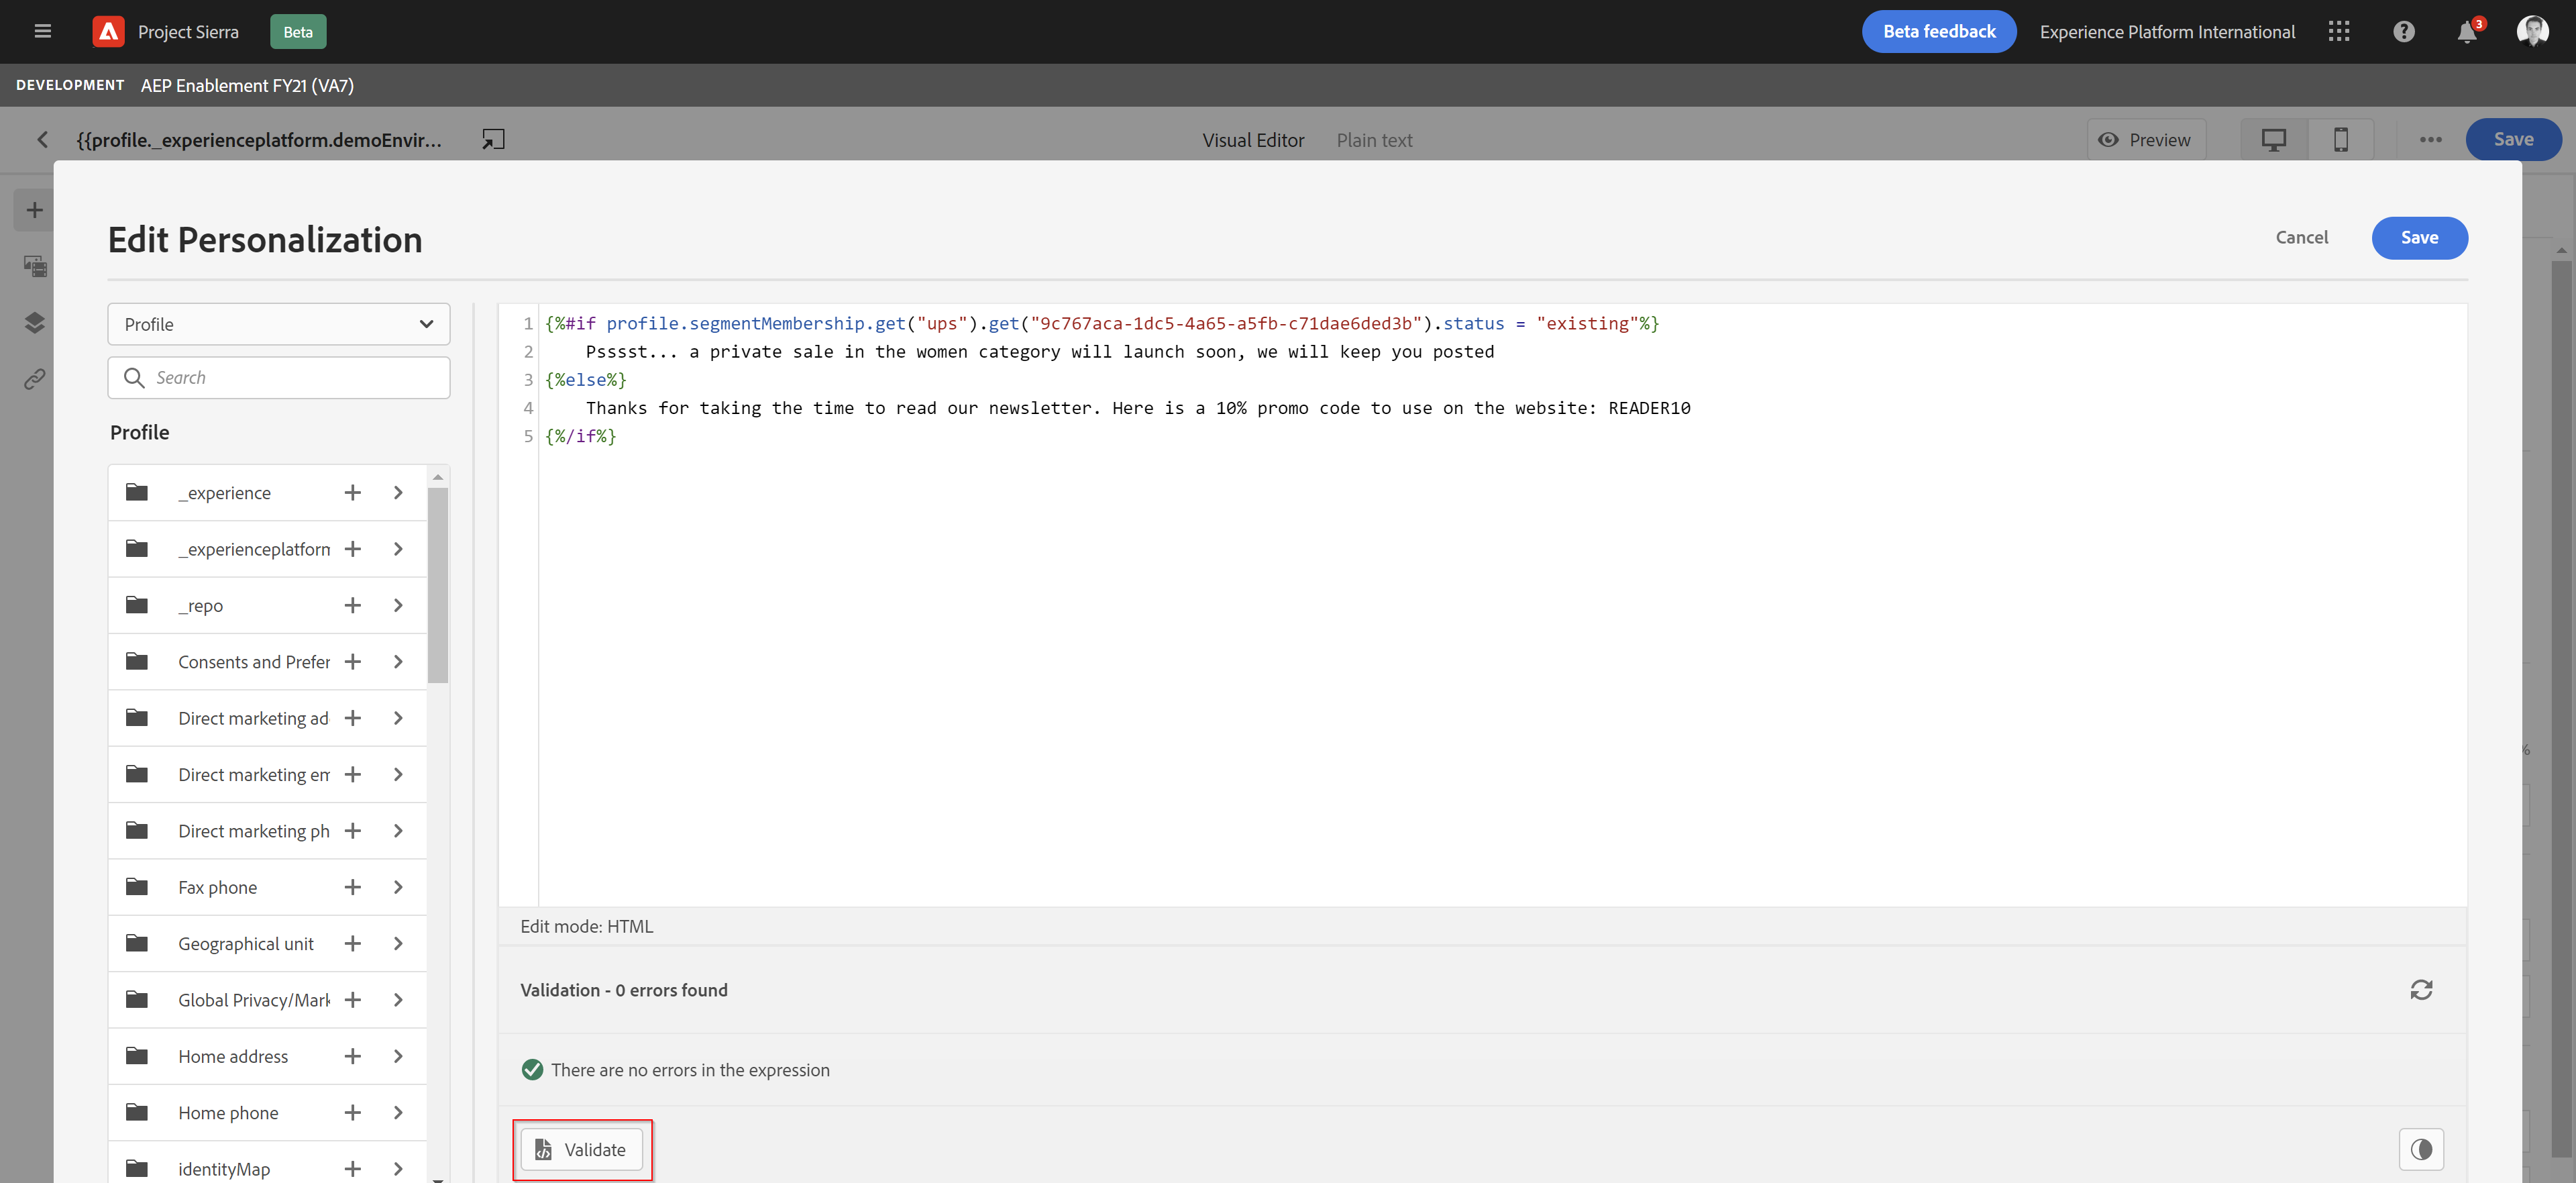 Project Sierra Beta Beta feedback Experience Platform International 3
DEVELOPMENT AEP Enablement FY21 (VA7)
{{profile._experienceplatform.demoEnvir... Visual Editor Plain text Preview Save
Edit Personalization Cancel Save
Profile
Search
Profile
_experience
_experienceplatform
_repo
Consents and Prefer
Direct marketing ad
Direct marketing em
Direct marketing ph
Fax phone
Geographical unit
Global Privacy/Mark
Home address
Home phone
identityMap
1 {%#if profile.segmentMembership.get("ups").get("9c767aca-1dc5-4a65-a5fb-c71dae6ded3b").status = "existing"%}
2 Psssst... a private sale in the women category will launch soon, we will keep you posted
3 {%else%}
4 Thanks for taking the time to read our newsletter. Here is a 10% promo code to use on the website: READER10
5 {%/if%}
Edit mode: HTML
Validation - 0 errors found
There are no errors in the expression
Validate
%